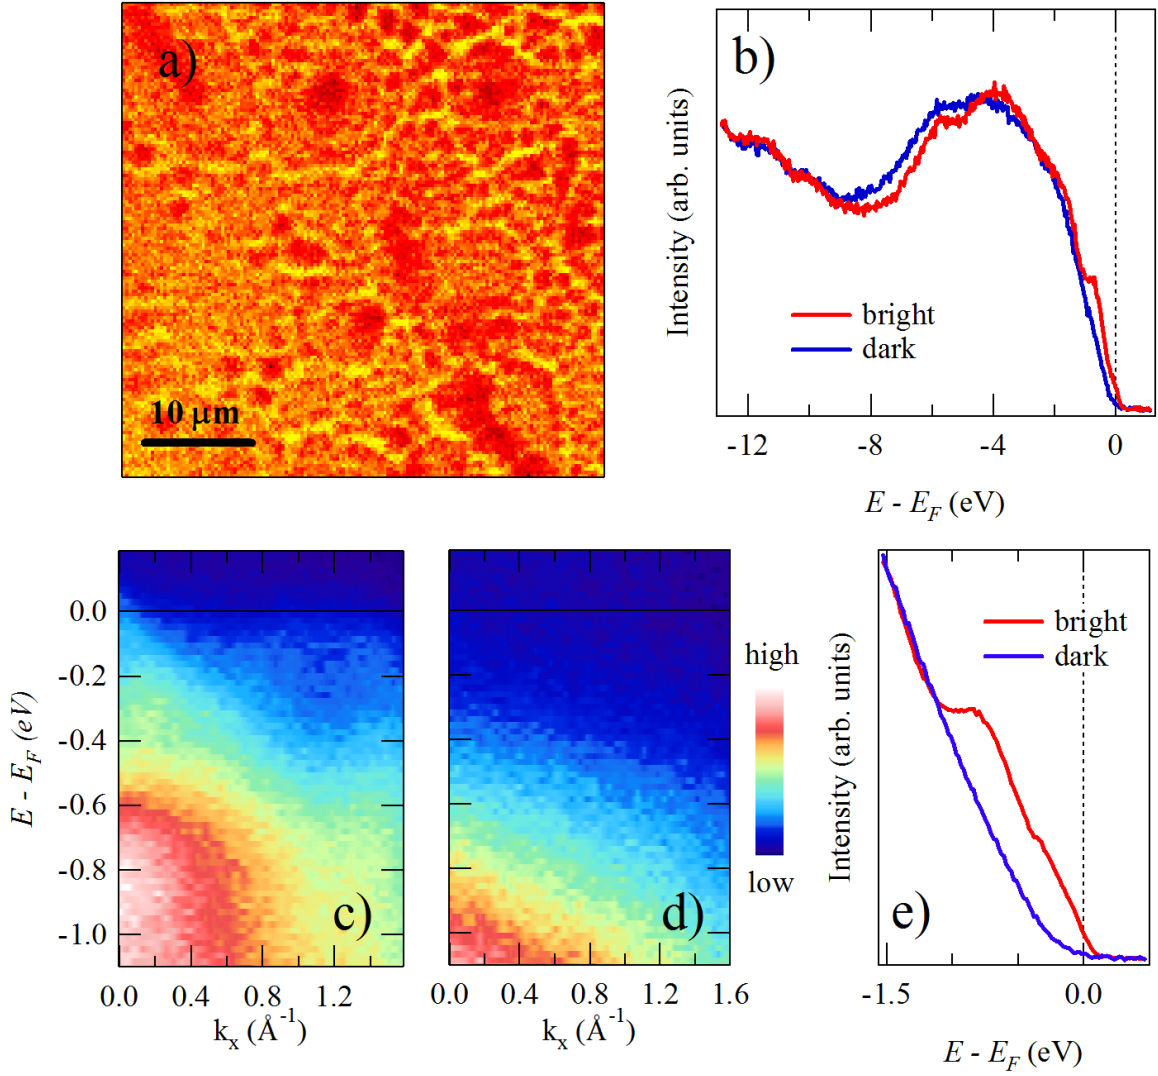 a)
10 µm
b)
Intensity (arb. units)
bright
dark
-12 -8 -4 0
E - E_F (eV)
c)
E - E_F (eV)
0.0
-0.2
-0.4
-0.6
-0.8
-1.0
0.0 0.4 0.8 1.2
k_x (Å⁻¹)
d)
0.0 0.4 0.8 1.2 1.6
k_x (Å⁻¹)
high
low
e)
Intensity (arb. units)
bright
dark
-1.5 0.0
E - E_F (eV)